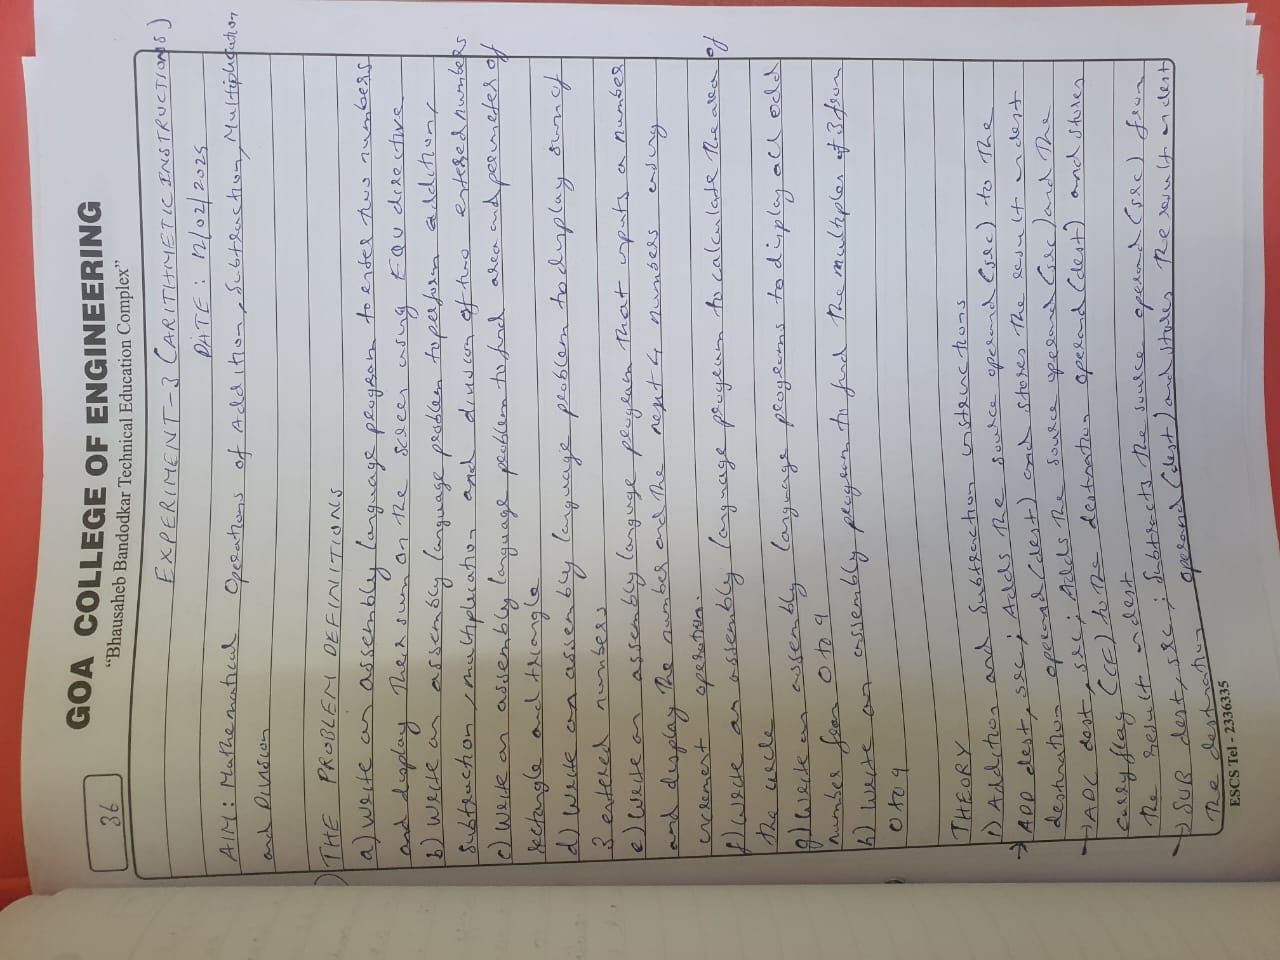 GOA COLLEGE OF ENGINEERING
36
"Bhausaheb Bandodkar Technical Education Complex"
EXPERIMENT-3 (ARITHMETIC INSTRUCTIONS)
DATE: 12/02/2025
AIM: Mathematical Operations of Addition, Subtraction, Multiplication
and Division
THE PROBLEM DEFINITIONS
a) Write an assembly language program to enter two numbers
and display their sum on the screen using EQU directive
b) Write an assembly language problem to perform addition,
subtraction, multiplication and division of two entered numbers
c) Write an assembly language problem to find area and perimeter of
rectangle and triangle
d) Write an assembly language problem to display sum of
3 entered numbers
e) Write an assembly languge program that inputs a number
and display the number and the next 4 numbers using
increment operation.
f) Write an assembly language program to calculate the area of
the circle
g) Write an assembly language programs to display all odd
number from 0 to 9
h) Write an assembly program to find the multiples of 3 from
0 to 9
THEORY
1) Addition and Subtraction instructions
→ ADD dest, src; Adds the source operand (src) to the
destination operand (dest) and stores the result in dest
→ ADC dest, src; Adds the source operand (src) and the
carry flag (CF) to the destination operand (dest) and stores
the result in dest
→ SUB dest, src; Subtracts the source operand (src) from
the destination operand (dest) and stores the result in dest
ESCS Tel - 2336335